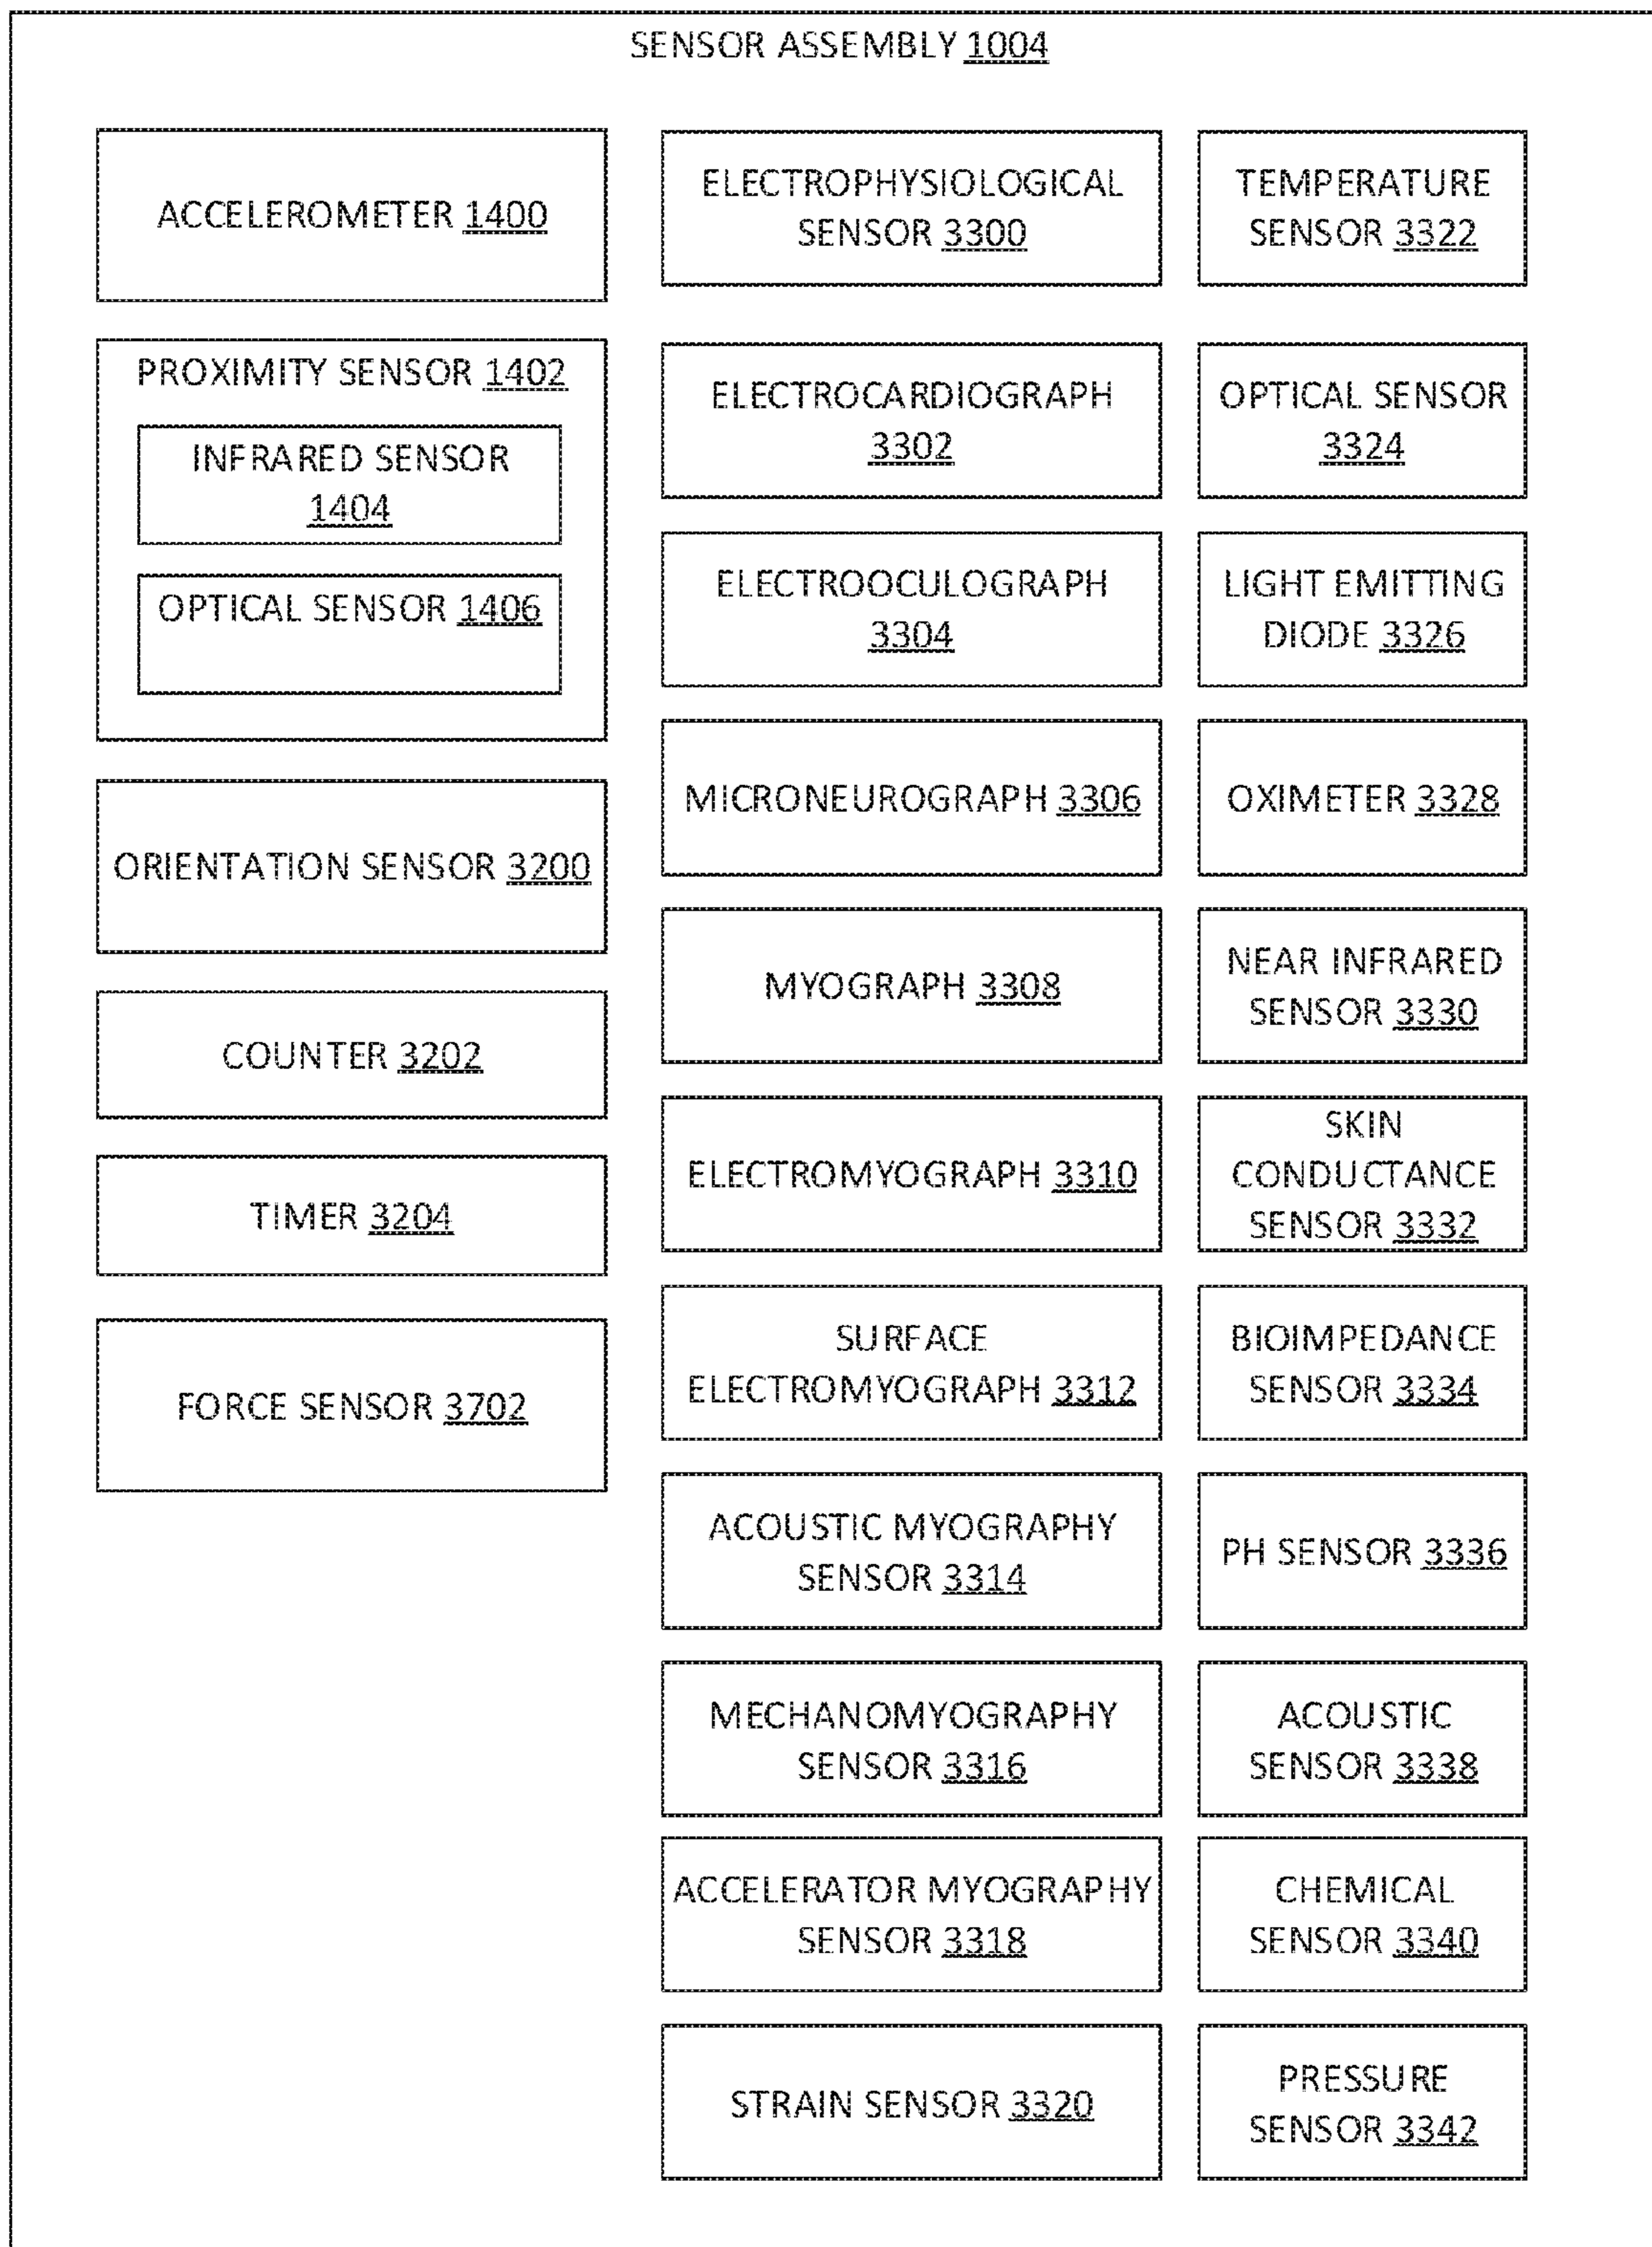 SENSOR ASSEMBLY 1004
ACCELEROMETER 1400
PROXIMITY SENSOR 1402
INFRARED SENSOR
1404
OPTICAL SENSOR 1406
ORIENTATION SENSOR 3200
COUNTER 3202
TIMER 3204
FORCE SENSOR 3702
ELECTROPHYSIOLOGICAL
SENSOR 3300
ELECTROCARDIOGRAPH
3302
ELECTROOCULOGRAPH
3304
MICRONEUROGRAPH 3306
MYOGRAPH 3308
ELECTROMYOGRAPH 3310
SURFACE
ELECTROMYOGRAPH 3312
ACOUSTIC MYOGRAPHY
SENSOR 3314
MECHANOMYOGRAPHY
SENSOR 3316
ACCELERATOR MYOGRAPHY
SENSOR 3318
STRAIN SENSOR 3320
TEMPERATURE
SENSOR 3322
OPTICAL SENSOR
3324
LIGHT EMITTING
DIODE 3326
OXIMETER 3328
NEAR INFRARED
SENSOR 3330
SKIN
CONDUCTANCE
SENSOR 3332
BIOIMPEDANCE
SENSOR 3334
PH SENSOR 3336
ACOUSTIC
SENSOR 3338
CHEMICAL
SENSOR 3340
PRESSURE
SENSOR 3342